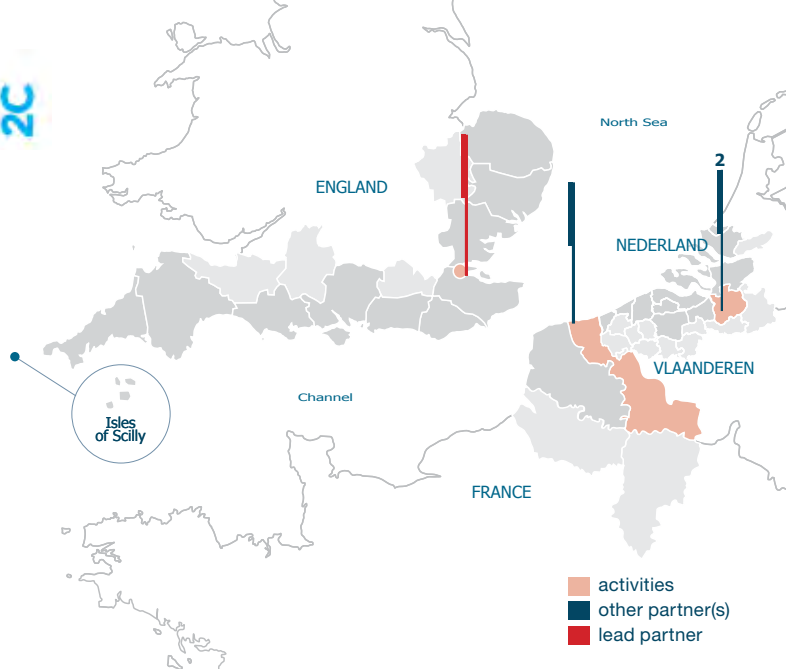 2C
North Sea
2
ENGLAND
NEDERLAND
VLAANDEREN
Channel
Isles
of Scilly
FRANCE
activities
other partner(s)
lead partner